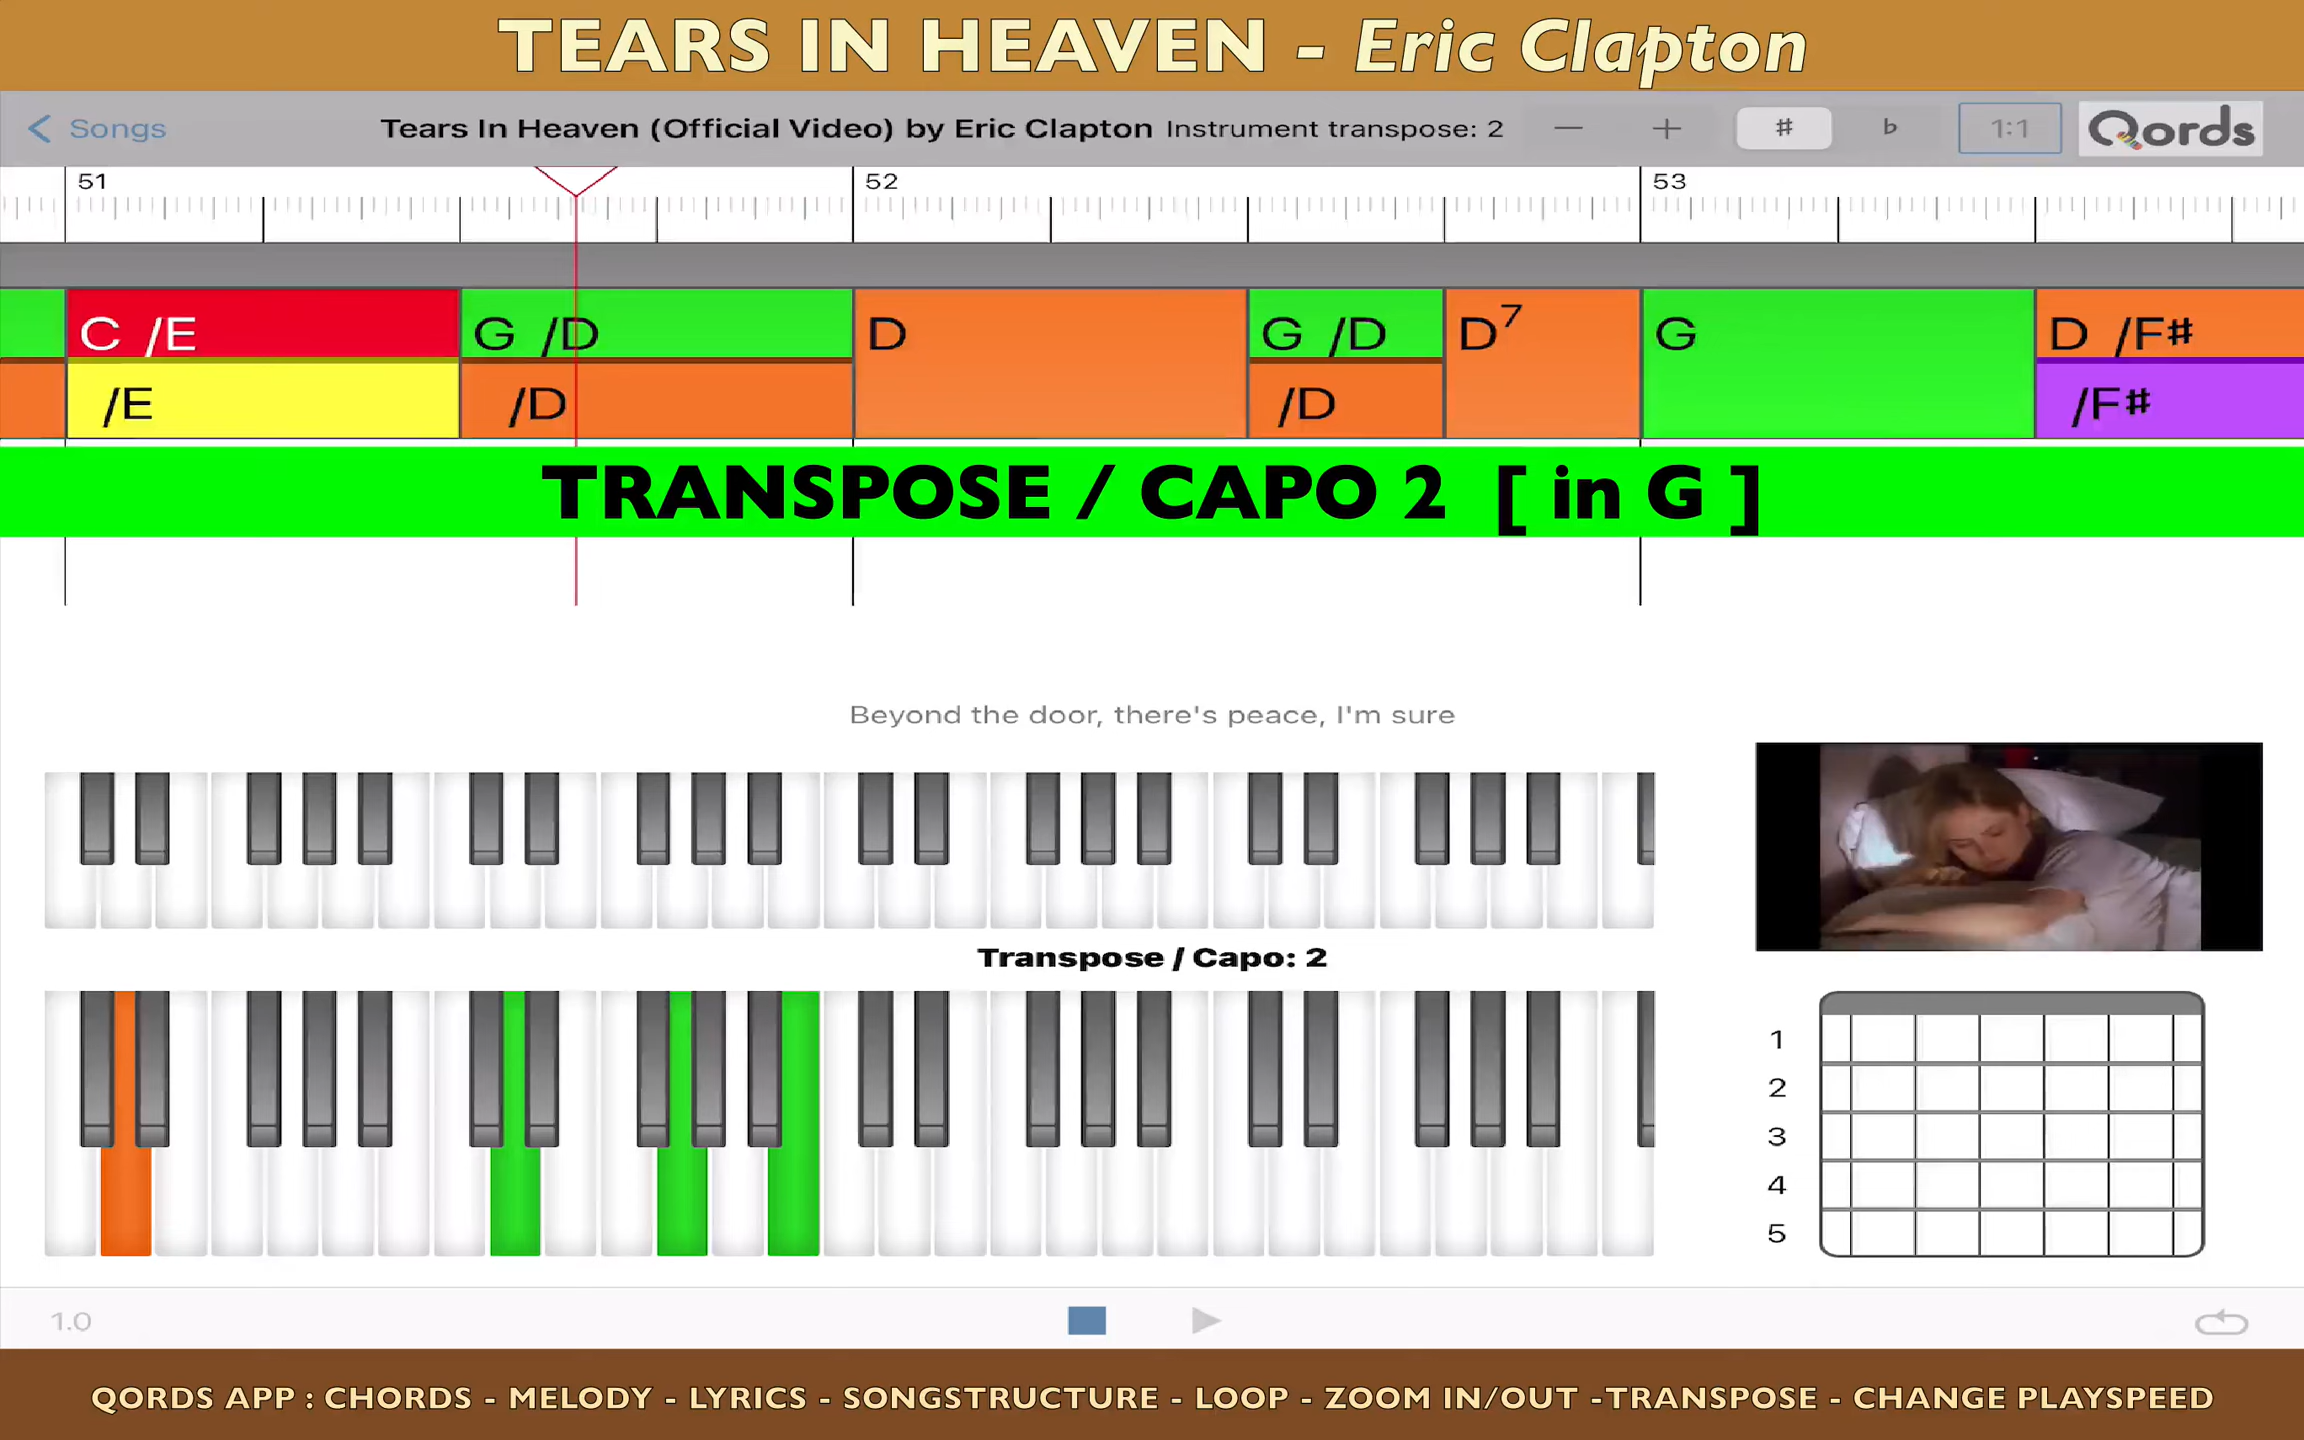 TEARS IN HEAVEN - Eric Clapton
Songs
Tears In Heaven (Official Video) by Eric Clapton Instrument transpose: 2 — + ♯ ♭ 1:1 Qords
51 52 53
C /E G /D D G /D D7 G D /F♯
/E /D /D /F♯
TRANSPOSE / CAPO 2 [ in G ]
Beyond the door, there's peace, I'm sure
Transpose / Capo: 2
1
2
3
4
5
1.0
QORDS APP : CHORDS - MELODY - LYRICS - SONGSTRUCTURE - LOOP - ZOOM IN/OUT -TRANSPOSE - CHANGE PLAYSPEED